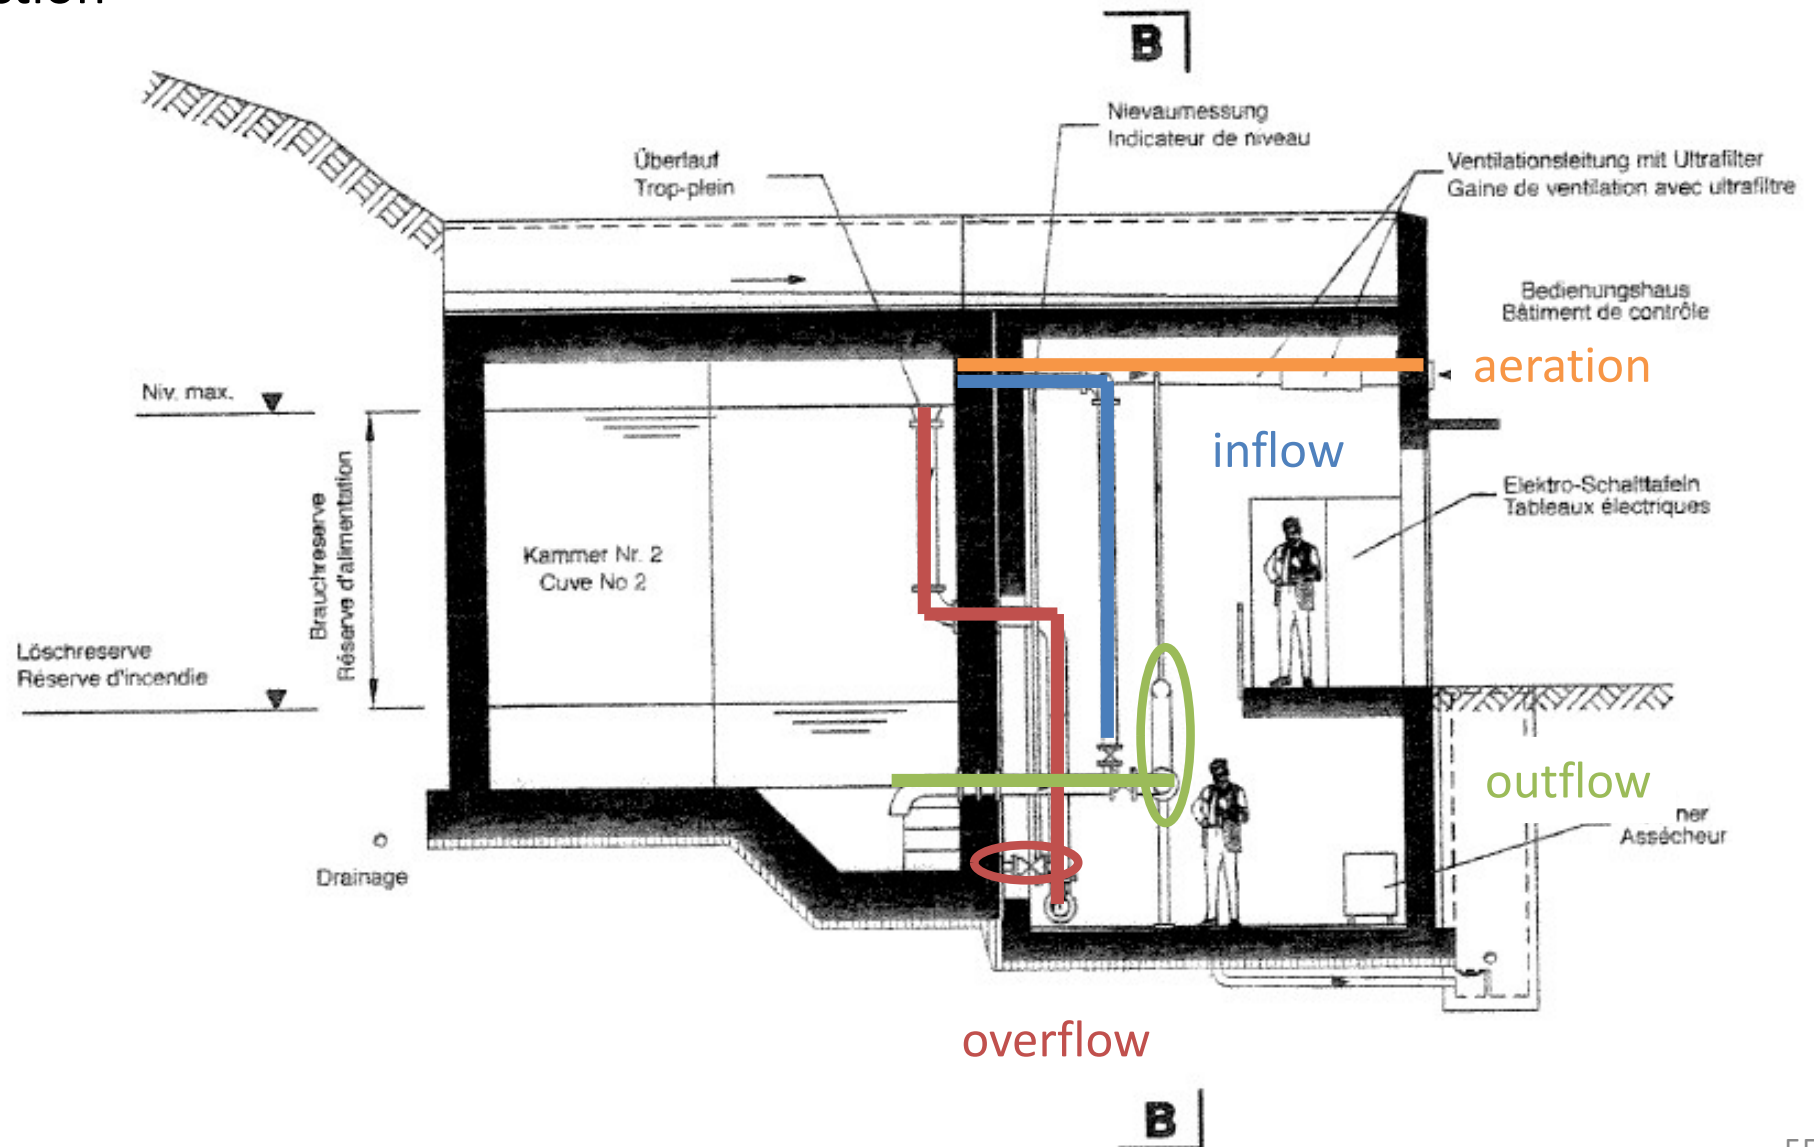 B
Nievaumessung
Indicateur de niveau
Überlauf
Trop-plein
Ventilationsleitung mit Ultrafilter
Gaine de ventilation avec ultrafiltre
Bedienungshaus
Bâtiment de contrôle
aeration
Niv. max.
inflow
Brauchreserve
Réserve d'alimentation
Elektro-Schalttafeln
Tableaux électriques
Kammer Nr. 2
Cuve No 2
Löschreserve
Réserve d'incendie
outflow
ner
Assécheur
Drainage
overflow
B